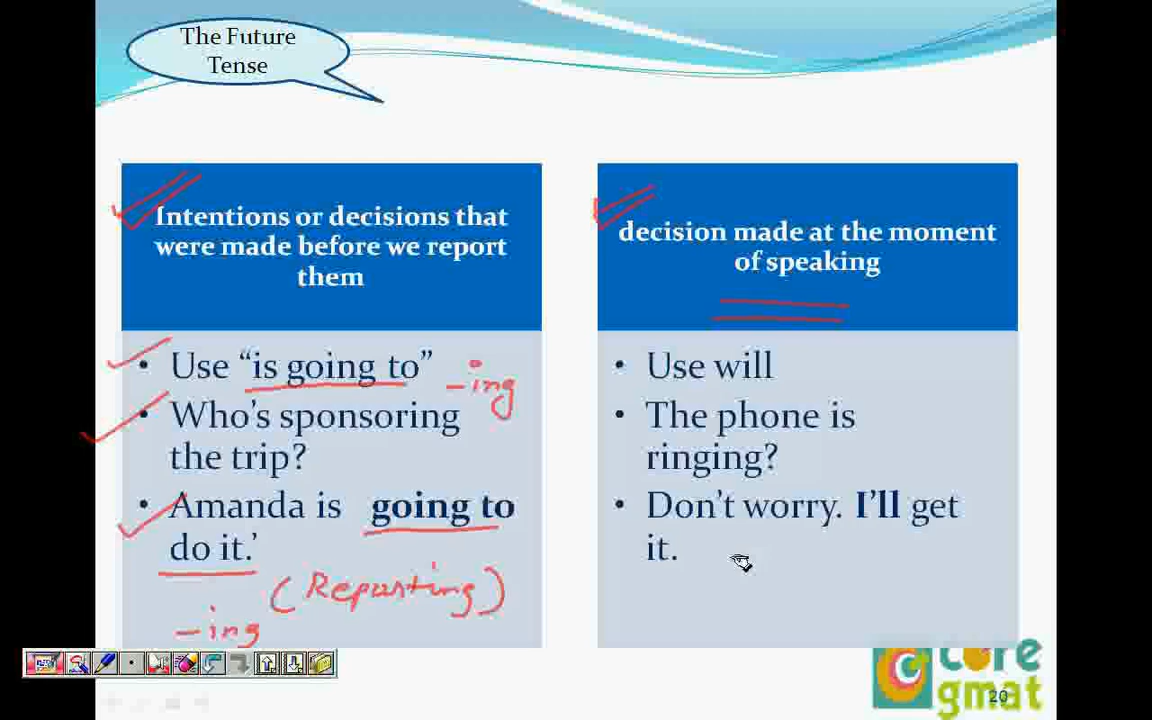 The Future
Tense
Intentions or decisions that
were made before we report
them
Use “is going to”
-ing
Who’s sponsoring
the trip?
Amanda is going to
do it.’
(Reporting)
-ing
decision made at the moment
of speaking
Use will
The phone is
ringing?
Don’t worry. I’ll get
it.
core
gmat
20